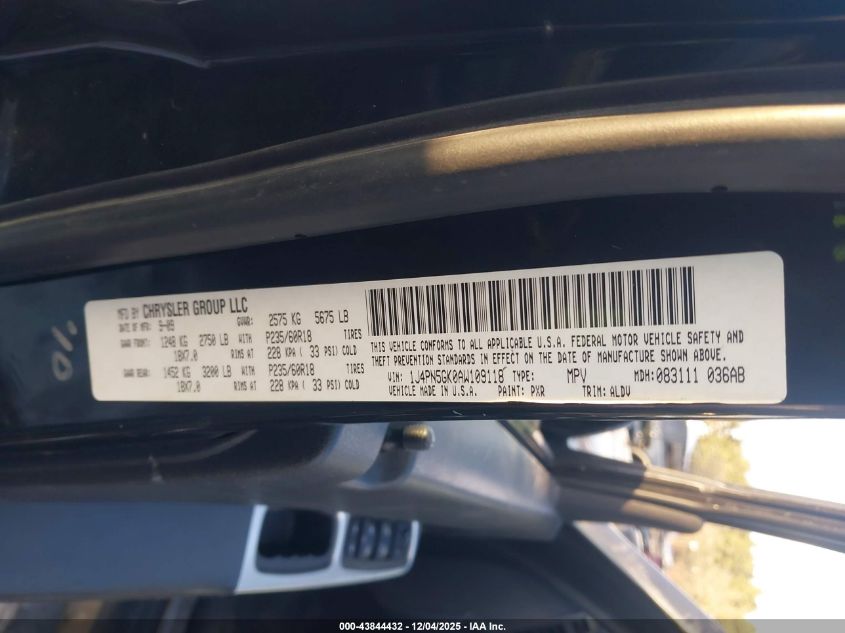 MFD BY CHRYSLER GROUP LLC
DATE OF MFR 9-09 GVWR: 2575 KG 5675 LB
GAWR FRONT: 1248 KG 2750 LB WITH P235/60R18 TIRES
18X7.0 RIMS AT 228 KPA ( 33 PSI) COLD
GAWR REAR: 1452 KG 3200 LB WITH P235/60R18 TIRES
18X7.0 RIMS AT 228 KPA ( 33 PSI) COLD
THIS VEHICLE CONFORMS TO ALL APPLICABLE U.S.A. FEDERAL MOTOR VEHICLE SAFETY AND
THEFT PREVENTION STANDARDS IN EFFECT ON THE DATE OF MANUFACTURE SHOWN ABOVE.
VIN: 1J4PN5GK0AW109118 TYPE: MPV MDH: 083111 036AB
VEHICLE MADE IN U.S.A. PAINT: PXR TRIM: ALDV
000-43844432 - 12/04/2025 - IAA Inc.